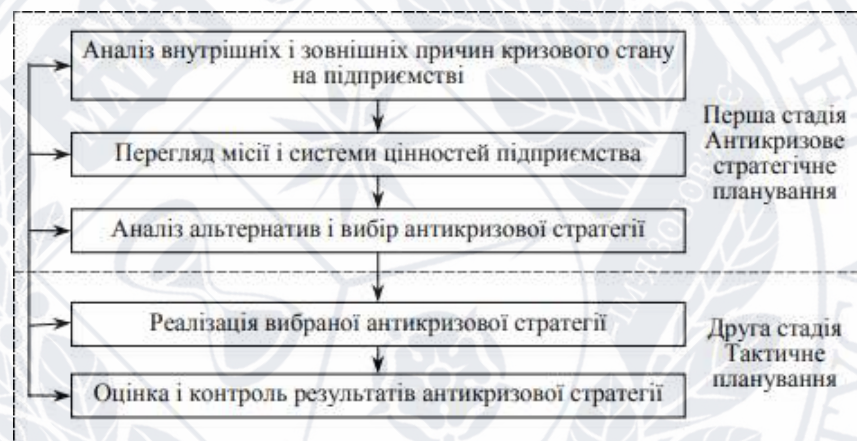 Аналіз внутрішніх і зовнішніх причин кризового стану
на підприємстві
Перегляд місії і системи цінностей підприємства
Аналіз альтернатив і вибір антикризової стратегії
Перша стадія
Антикризове
стратегічне
планування
Реалізація вибраної антикризової стратегії
Оцінка і контроль результатів антикризової стратегії
Друга стадія
Тактичне
планування